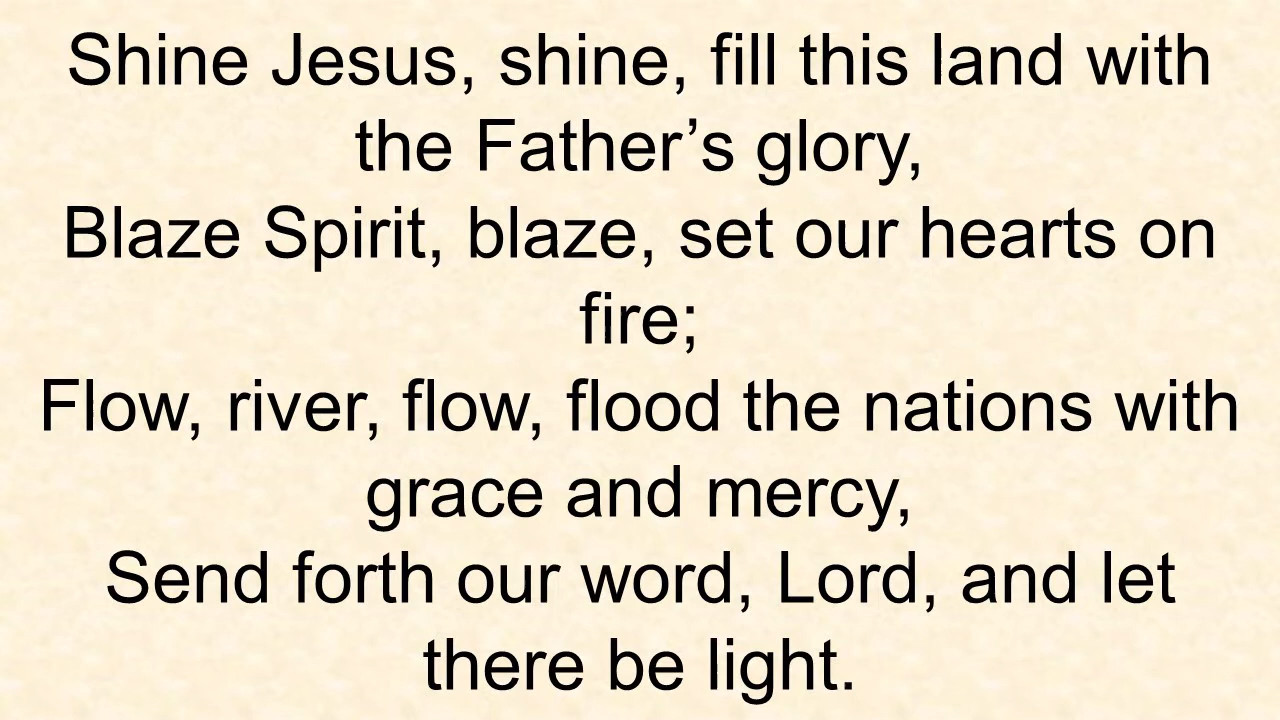 Shine Jesus, shine, fill this land with
the Father’s glory,
Blaze Spirit, blaze, set our hearts on
fire;
Flow, river, flow, flood the nations with
grace and mercy,
Send forth our word, Lord, and let
there be light.